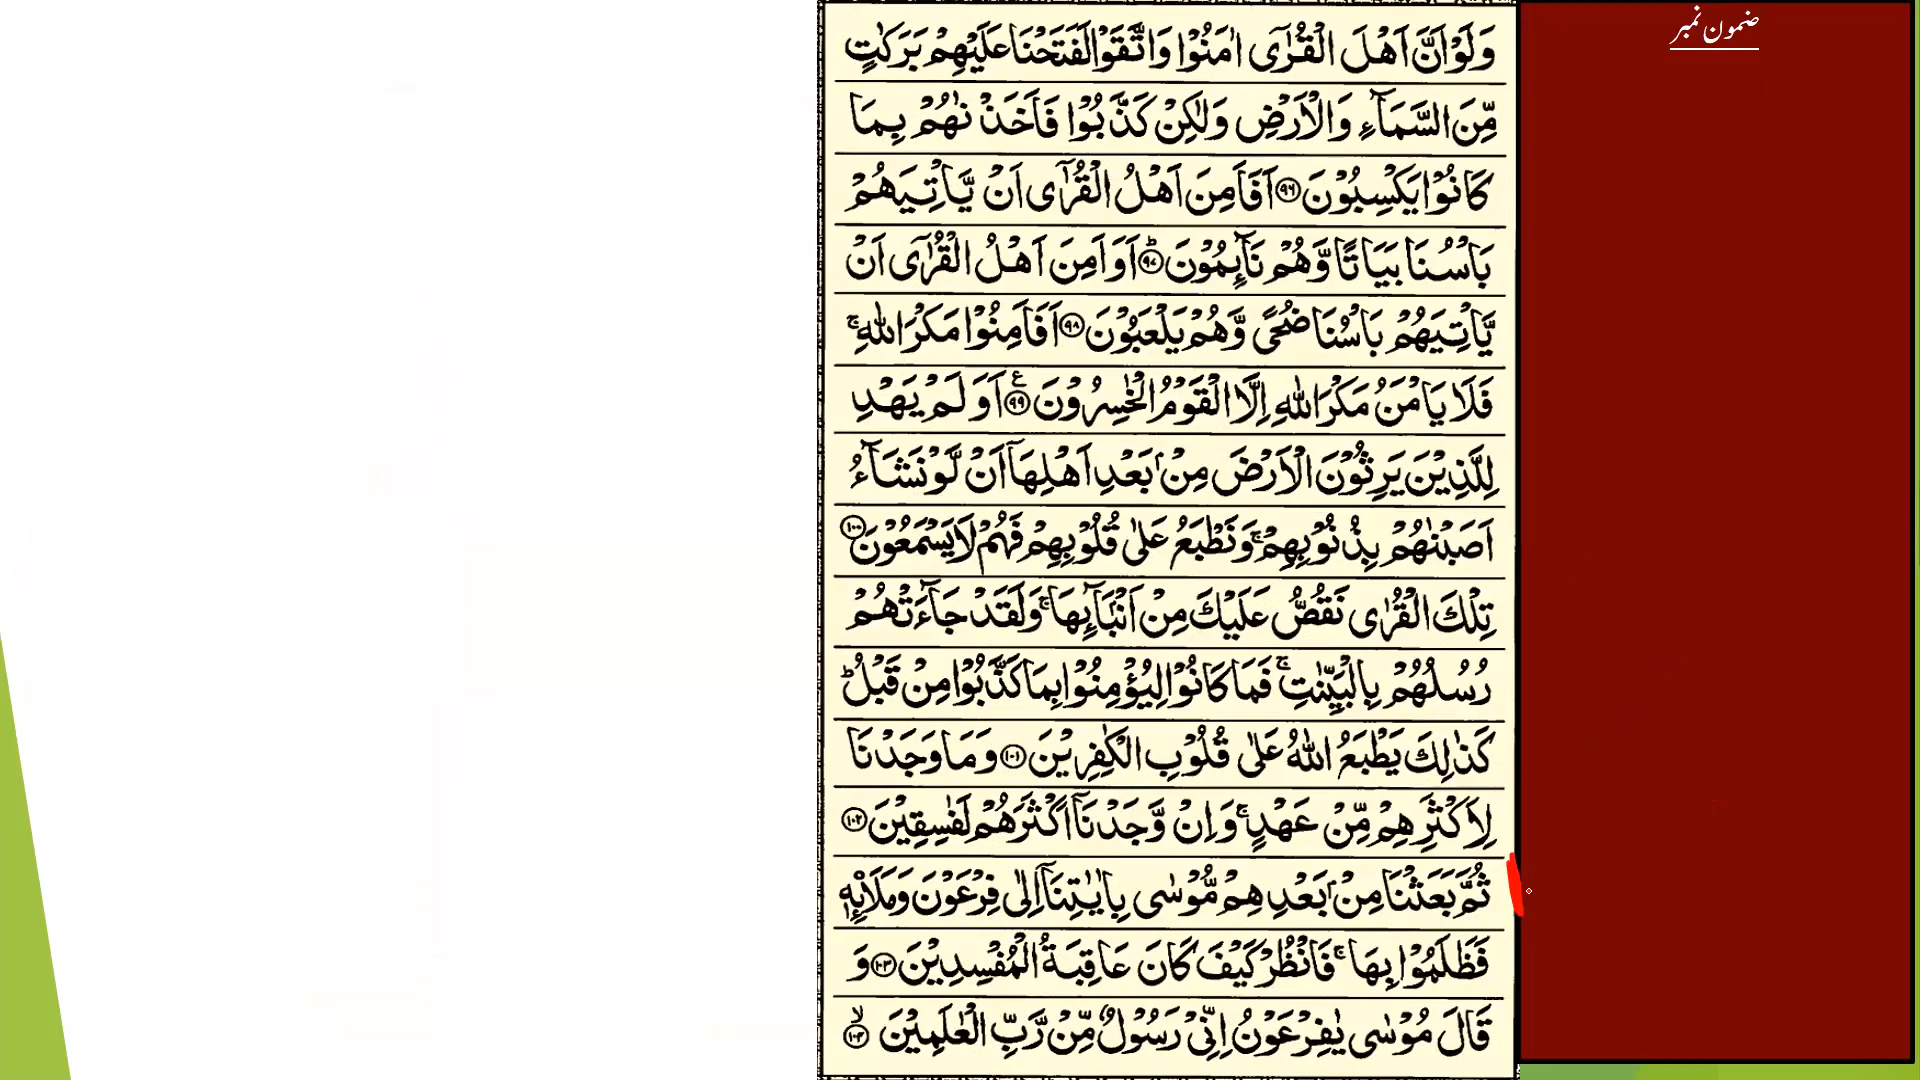 وَلَوْ اَنَّ اَهْلَ الْقُرٰٓى اٰمَنُوْا وَاتَّقَوْا لَفَتَحْنَا عَلَيْهِمْ بَرَكٰتٍ
مِّنَ السَّمَآءِ وَالْاَرْضِ وَلٰكِنْ كَذَّبُوْا فَاَخَذْنٰهُمْ بِمَا
كَانُوْا يَكْسِبُوْنَ ۹۶ اَفَاَمِنَ اَهْلُ الْقُرٰٓى اَنْ يَّاْتِيَهُمْ
بَاْسُنَا بَيَاتًا وَّهُمْ نَآئِمُوْنَ ؕ ۹۷ اَوَاَمِنَ اَهْلُ الْقُرٰٓى اَنْ
يَّاْتِيَهُمْ بَاْسُنَا ضُحًى وَّهُمْ يَلْعَبُوْنَ ۹۸ اَفَاَمِنُوْا مَكْرَ اللّٰهِ ۚ
فَلَا يَاْمَنُ مَكْرَ اللّٰهِ اِلَّا الْقَوْمُ الْخٰسِرُوْنَ ۹۹ ع اَوَلَمْ يَهْدِ
لِلَّذِيْنَ يَرِثُوْنَ الْاَرْضَ مِنْۢ بَعْدِ اَهْلِهَآ اَنْ لَّوْ نَشَآءُ
اَصَبْنٰهُمْ بِذُنُوْبِهِمْ ۚ وَنَطْبَعُ عَلٰى قُلُوْبِهِمْ فَهُمْ لَا يَسْمَعُوْنَ ۱۰۰
تِلْكَ الْقُرٰى نَقُصُّ عَلَيْكَ مِنْ اَنْۢبَآئِهَا ۚ وَلَقَدْ جَآءَتْهُمْ
رُسُلُهُمْ بِالْبَيِّنٰتِ ۚ فَمَا كَانُوْا لِيُؤْمِنُوْا بِمَا كَذَّبُوْا مِنْ قَبْلُ ؕ
كَذٰلِكَ يَطْبَعُ اللّٰهُ عَلٰى قُلُوْبِ الْكٰفِرِيْنَ ۱۰۱ وَمَا وَجَدْنَا
لِاَكْثَرِهِمْ مِّنْ عَهْدٍ ۚ وَاِنْ وَّجَدْنَآ اَكْثَرَهُمْ لَفٰسِقِيْنَ ۱۰۲
ثُمَّ بَعَثْنَا مِنْۢ بَعْدِهِمْ مُّوْسٰى بِاٰيٰتِنَآ اِلٰى فِرْعَوْنَ وَمَلَا۟ئِهٖ
فَظَلَمُوْا بِهَا ۚ فَانْظُرْ كَيْفَ كَانَ عَاقِبَةُ الْمُفْسِدِيْنَ ۱۰۳ وَ
قَالَ مُوْسٰى يٰفِرْعَوْنُ اِنِّىْ رَسُوْلٌ مِّنْ رَّبِّ الْعٰلَمِيْنَ ۙ ۱۰۴
ضمون نمبر